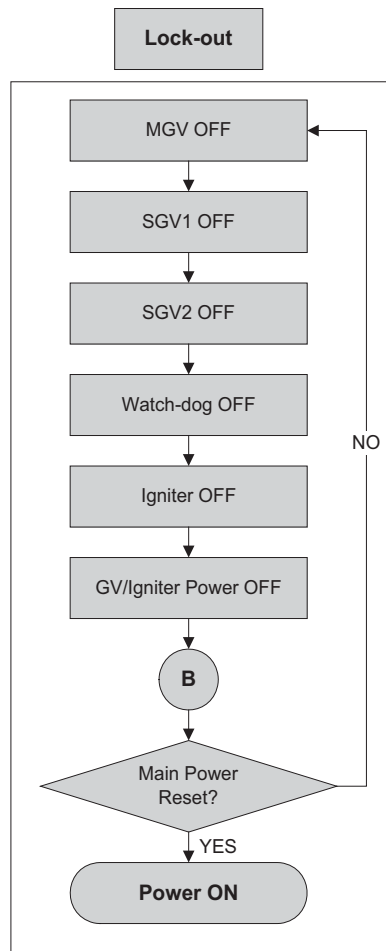 Lock-out
MGV OFF
SGV1 OFF
SGV2 OFF
Watch-dog OFF
NO
Igniter OFF
GV/Igniter Power OFF
B
Main Power
Reset?
YES
Power ON